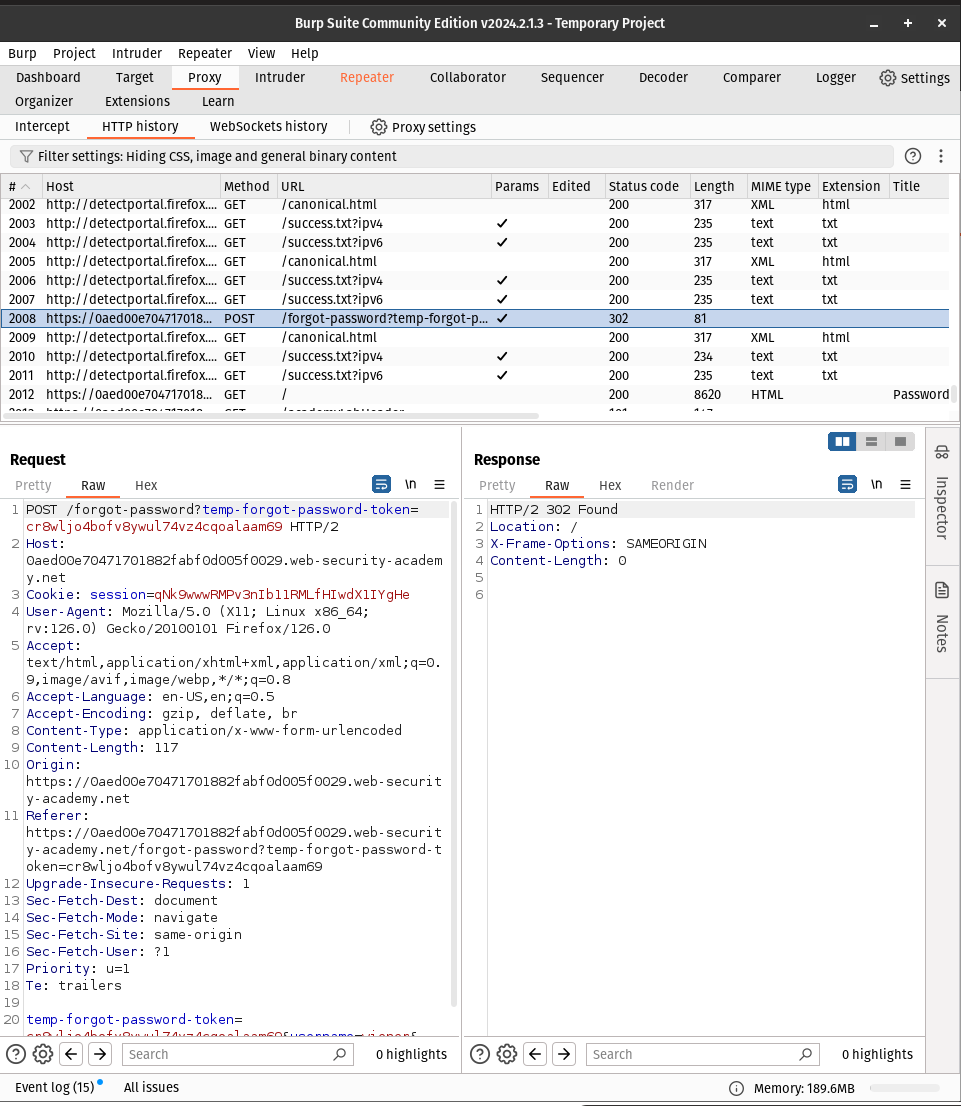 Burp Suite Community Edition v2024.2.1.3 - Temporary Project
Burp Project Intruder Repeater View Help
Dashboard Target Proxy Intruder Repeater Collaborator Sequencer Decoder Comparer Logger Settings
Organizer Extensions Learn
Intercept HTTP history WebSockets history Proxy settings
Filter settings: Hiding CSS, image and general binary content
# Host Method URL Params Edited Status code Length MIME type Extension Title
2002 http://detectportal.firefox.... GET /canonical.html 200 317 XML html
2003 http://detectportal.firefox.... GET /success.txt?ipv4 ✓ 200 235 text txt
2004 http://detectportal.firefox.... GET /success.txt?ipv6 ✓ 200 235 text txt
2005 http://detectportal.firefox.... GET /canonical.html 200 317 XML html
2006 http://detectportal.firefox.... GET /success.txt?ipv4 ✓ 200 235 text txt
2007 http://detectportal.firefox.... GET /success.txt?ipv6 ✓ 200 235 text txt
2008 https://0aed00e704717018... POST /forgot-password?temp-forgot-p... ✓ 302 81
2009 http://detectportal.firefox.... GET /canonical.html 200 317 XML html
2010 http://detectportal.firefox.... GET /success.txt?ipv4 ✓ 200 234 text txt
2011 http://detectportal.firefox.... GET /success.txt?ipv6 ✓ 200 235 text txt
2012 https://0aed00e704717018... GET / 200 8620 HTML Password
Request
Pretty Raw Hex \n
1 POST /forgot-password?temp-forgot-password-token=
cr8wljo4bofv8ywul74vz4cqoalaam69 HTTP/2
2 Host:
0aed00e70471701882fabf0d005f0029.web-security-academ
y.net
3 Cookie: session=qNk9wwwRMPv3nIb11RMLfHIwdX1IYgHe
4 User-Agent: Mozilla/5.0 (X11; Linux x86_64;
rv:126.0) Gecko/20100101 Firefox/126.0
5 Accept:
text/html,application/xhtml+xml,application/xml;q=0.
9,image/avif,image/webp,*/*;q=0.8
6 Accept-Language: en-US,en;q=0.5
7 Accept-Encoding: gzip, deflate, br
8 Content-Type: application/x-www-form-urlencoded
9 Content-Length: 117
10 Origin:
https://0aed00e70471701882fabf0d005f0029.web-securit
y-academy.net
11 Referer:
https://0aed00e70471701882fabf0d005f0029.web-securit
y-academy.net/forgot-password?temp-forgot-password-t
oken=cr8wljo4bofv8ywul74vz4cqoalaam69
12 Upgrade-Insecure-Requests: 1
13 Sec-Fetch-Dest: document
14 Sec-Fetch-Mode: navigate
15 Sec-Fetch-Site: same-origin
16 Sec-Fetch-User: ?1
17 Priority: u=1
18 Te: trailers
19
20 temp-forgot-password-token=
Search 0 highlights
Response
Pretty Raw Hex Render \n
1 HTTP/2 302 Found
2 Location: /
3 X-Frame-Options: SAMEORIGIN
4 Content-Length: 0
5
6
Search 0 highlights
Inspector
Notes
Event log (15) All issues Memory: 189.6MB